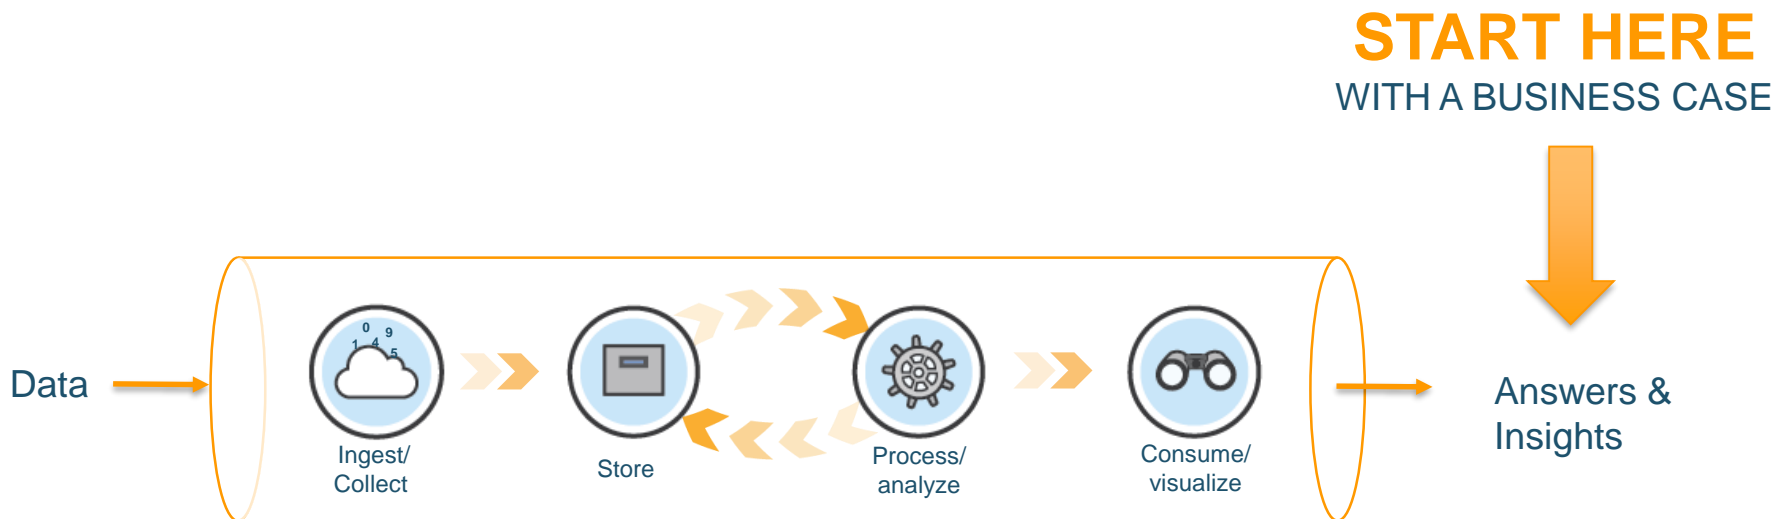 START HERE
WITH A BUSINESS CASE
Data
0
9
1
4
5
Ingest/
Collect
Store
Process/
analyze
Consume/
visualize
Answers &
Insights